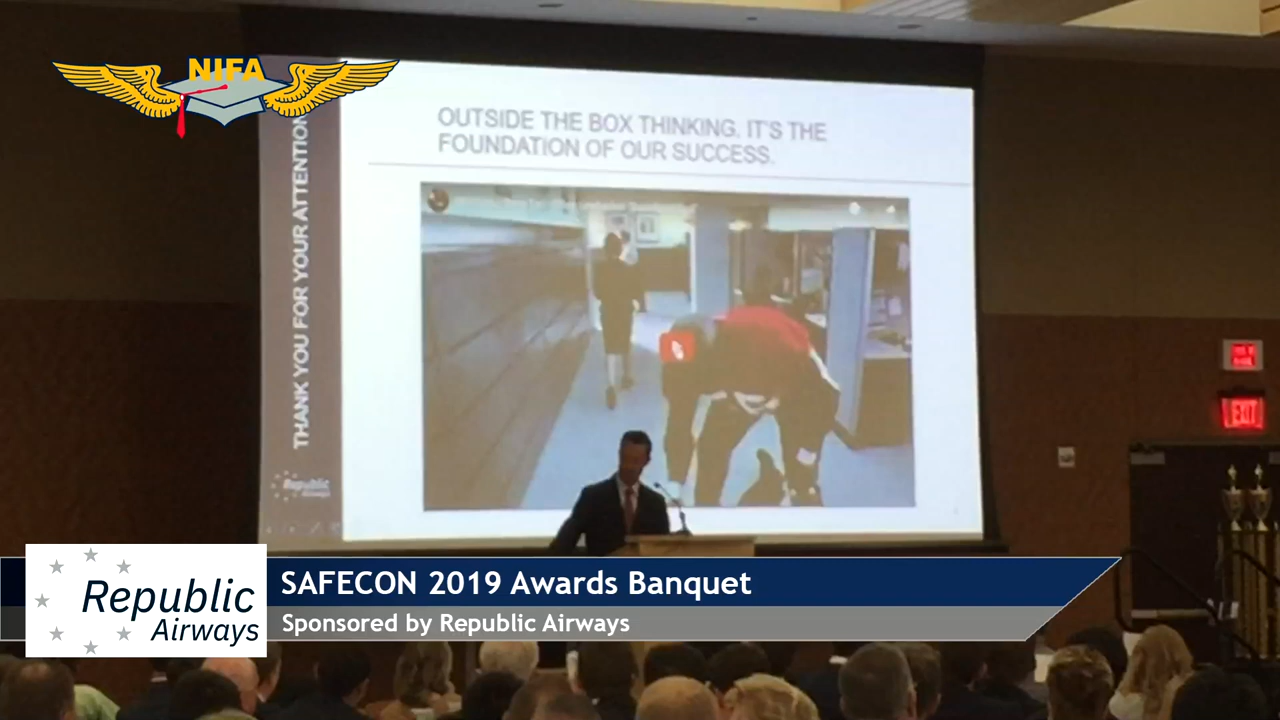 NIFA
OUTSIDE THE BOX THINKING. IT'S THE
FOUNDATION OF OUR SUCCESS.
THANK YOU FOR YOUR ATTENTION
Republic
Airways
EXIT
Republic
Airways
SAFECON 2019 Awards Banquet
Sponsored by Republic Airways